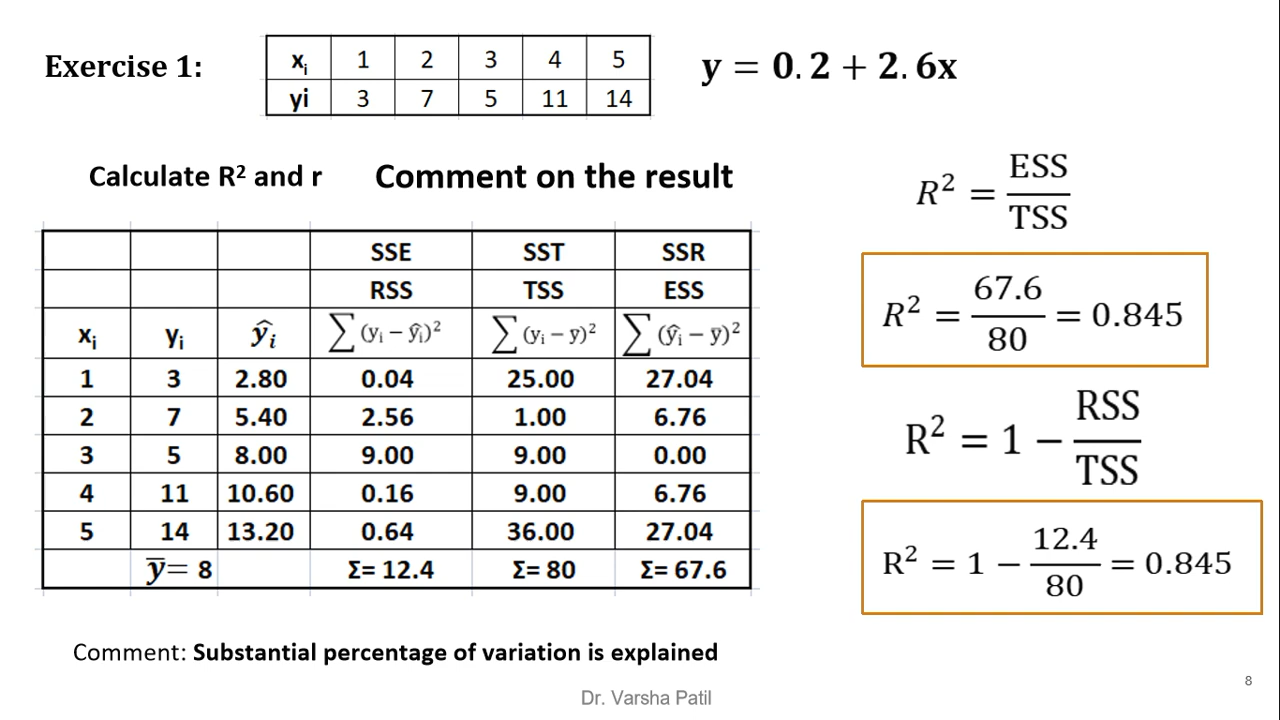 Exercise 1:
xᵢ 1 2 3 4 5
yi 3 7 5 11 14
y = 0.2 + 2.6x
Calculate R² and r
Comment on the result
SSE SST SSR
RSS TSS ESS
xᵢ yᵢ ŷᵢ ∑(yᵢ − ŷᵢ)² ∑(yᵢ − ȳ)² ∑(ŷᵢ − ȳ)²
1 3 2.80 0.04 25.00 27.04
2 7 5.40 2.56 1.00 6.76
3 5 8.00 9.00 9.00 0.00
4 11 10.60 0.16 9.00 6.76
5 14 13.20 0.64 36.00 27.04
ȳ= 8 Σ= 12.4 Σ= 80 Σ= 67.6
R² = ESS/TSS
R² = 67.6/80 = 0.845
R² = 1 − RSS/TSS
R² = 1 − 12.4/80 = 0.845
Comment: Substantial percentage of variation is explained
8
Dr. Varsha Patil